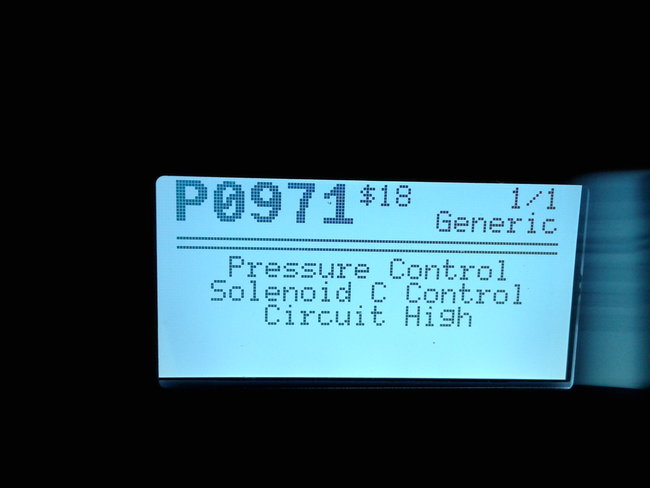 P0971 $18 1/1
Generic
Pressure Control
Solenoid C Control
Circuit High